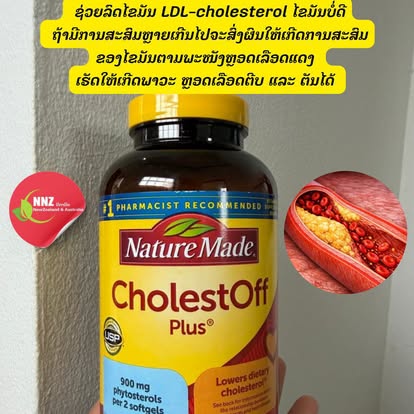 ຊ່ວຍລົດໄຂມັນ LDL-cholesterol ໄຂມັນບໍ່ດີ
ຖ້າມີການສະສົມຫຼາຍເກີນໄປຈະສົ່ງຜົນໃຫ້ເກີດການສະສົມ
ຂອງໄຂມັນຕາມຜະໜັງຫຼອດເລືອດແດງ
ເຮັດໃຫ້ເກີດພາວະ ຫຼອດເລືອດຕີບ ແລະ ຕັນໄດ້
#1 PHARMACIST RECOMMENDED
NNZ
NewZealand & Australia
Nature Made®
CholestOff
Plus®
USP
900 mg
phytosterols
per 2 softgels
Lowers dietary
cholesterol